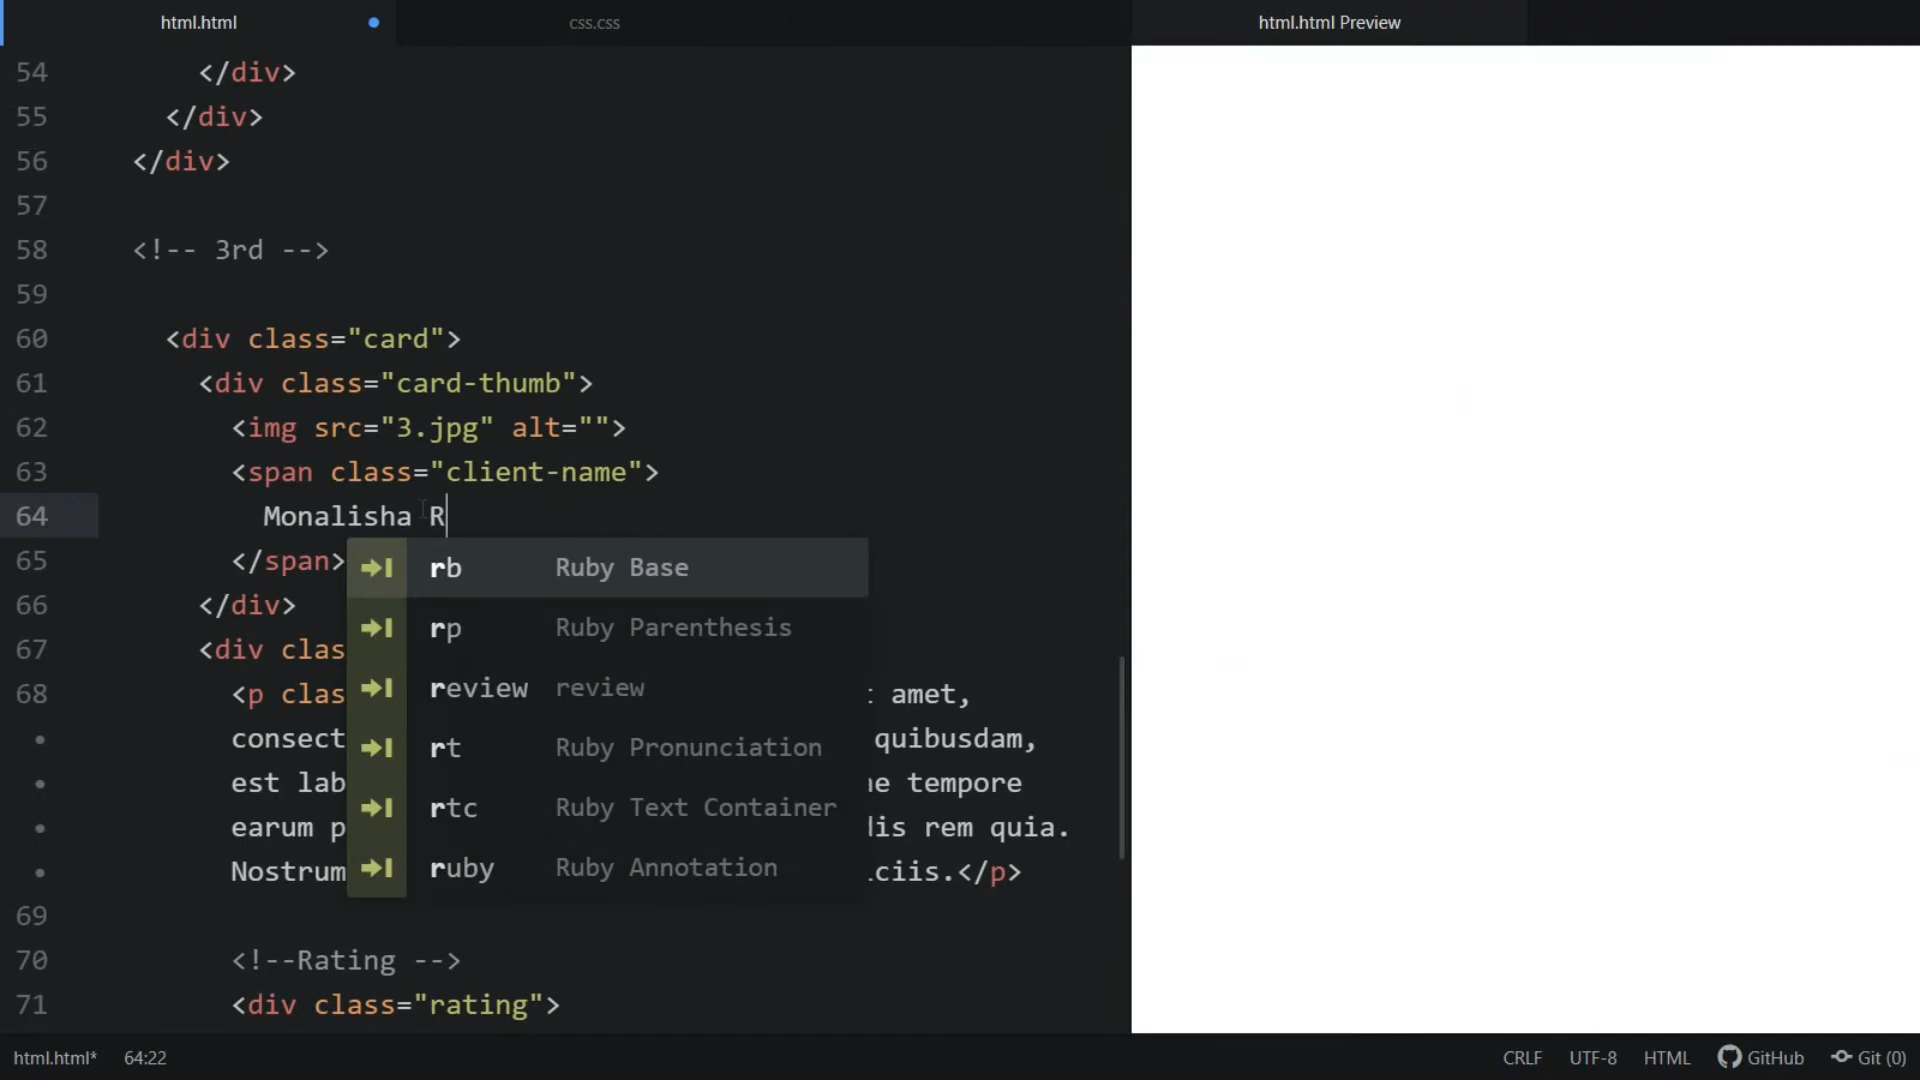 html.html
css.css
html.html Preview
54 </div>
55 </div>
56 </div>
57
58 <!-- 3rd -->
59
60 <div class="card">
61 <div class="card-thumb">
62 <img src="3.jpg" alt="">
63 <span class="client-name">
64 Monalisha R
65 </span>
66 </div>
67 <div clas
68 <p clas amet,
consect quibusdam,
est lab tempore
earum p lis rem quia.
Nostrum ciis.</p>
69
70 <!--Rating -->
71 <div class="rating">
rb Ruby Base
rp Ruby Parenthesis
review review
rt Ruby Pronunciation
rtc Ruby Text Container
ruby Ruby Annotation
html.html* 64:22
CRLF UTF-8 HTML GitHub Git (0)